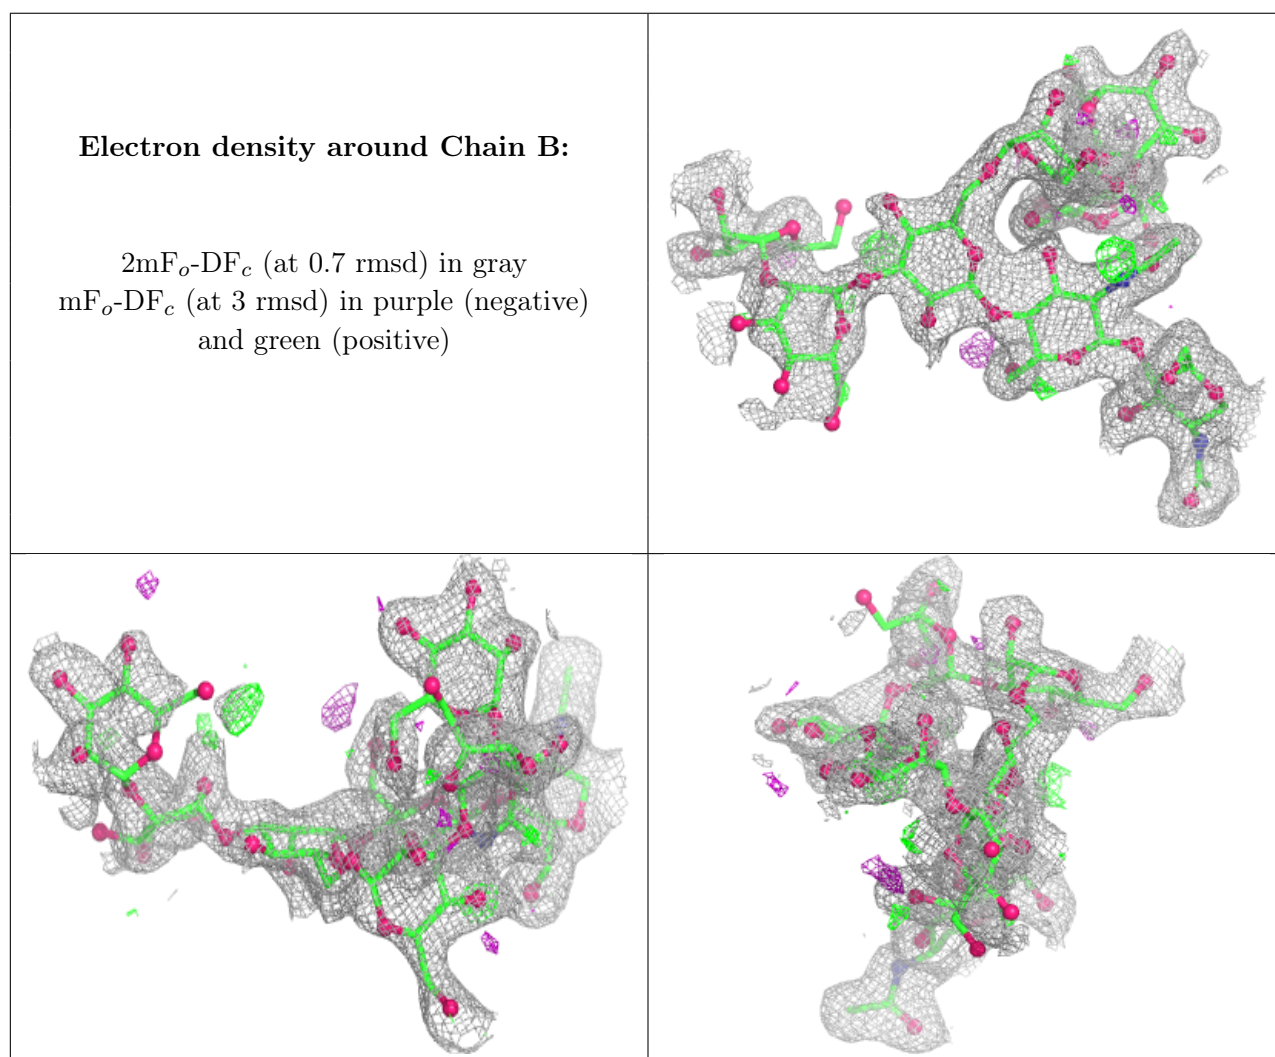 Electron density around Chain B:
2mFo-DFc (at 0.7 rmsd) in gray
mFo-DFc (at 3 rmsd) in purple (negative)
and green (positive)